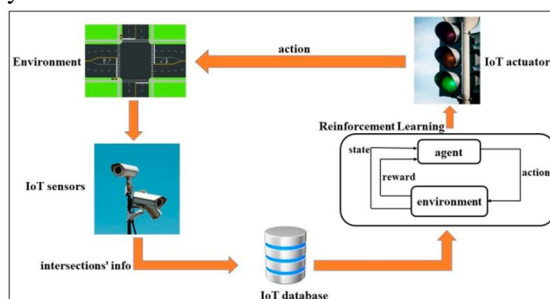 action
Environment
IoT actuator
Reinforcement Learning
state
agent
reward
action
IoT sensors
environment
intersections' info
IoT database